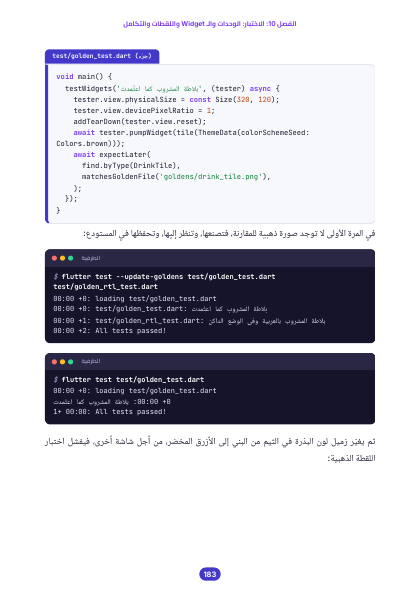 الفصل 10: الاختبار: الوحدات والـ Widget واللقطات والتكامل
test/golden_test.dart (جزء)
void main() {
testWidgets('بلاطة المشروب كما اعتُمدت', (tester) async {
tester.view.physicalSize = const Size(320, 120);
tester.view.devicePixelRatio = 1;
addTearDown(tester.view.reset);
await tester.pumpWidget(tile(ThemeData(colorSchemeSeed:
Colors.brown)));
await expectLater(
find.byType(DrinkTile),
matchesGoldenFile('goldens/drink_tile.png'),
);
});
}
في المرة الأولى لا توجد صورة ذهبية للمقارنة، فتصنعها، وتنظر إليها، وتحفظها في المستودع:
الطرفية
$ flutter test --update-goldens test/golden_test.dart
test/golden_rtl_test.dart
00:00 +0: loading test/golden_test.dart
00:00 +0: test/golden_test.dart: بلاطة المشروب كما اعتُمدت
00:00 +1: test/golden_rtl_test.dart: بلاطة المشروب بالعربية وفي الوضع الداكن
00:00 +2: All tests passed!
الطرفية
$ flutter test test/golden_test.dart
00:00 +0: loading test/golden_test.dart
00:00 +0: بلاطة المشروب كما اعتُمدت
00:00 +1: All tests passed!
ثم يغيّر زميل لون البذرة في الثيم من البني إلى الأزرق المخضر، من أجل شاشة أخرى، فيفشل اختبار
اللقطة الذهبية:
183